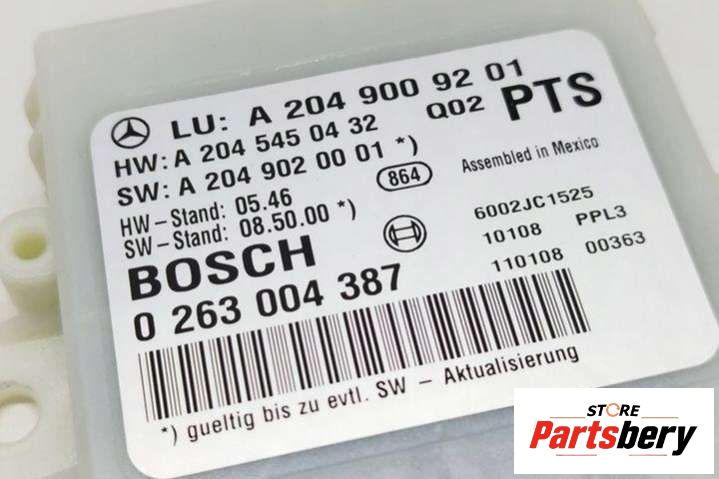 LU: A 204 900 92 01
HW: A 204 545 04 32 Q02 PTS
SW: A 204 902 00 01 *)
HW-Stand: 05.46 864 Assembled in Mexico
SW-Stand: 08.50.00 *)
6002JC1525
BOSCH 10108 PPL3
0 263 004 387 110108 00363
*) gueltig bis zu evtl. SW - Aktualisierung
STORE
Partsbery